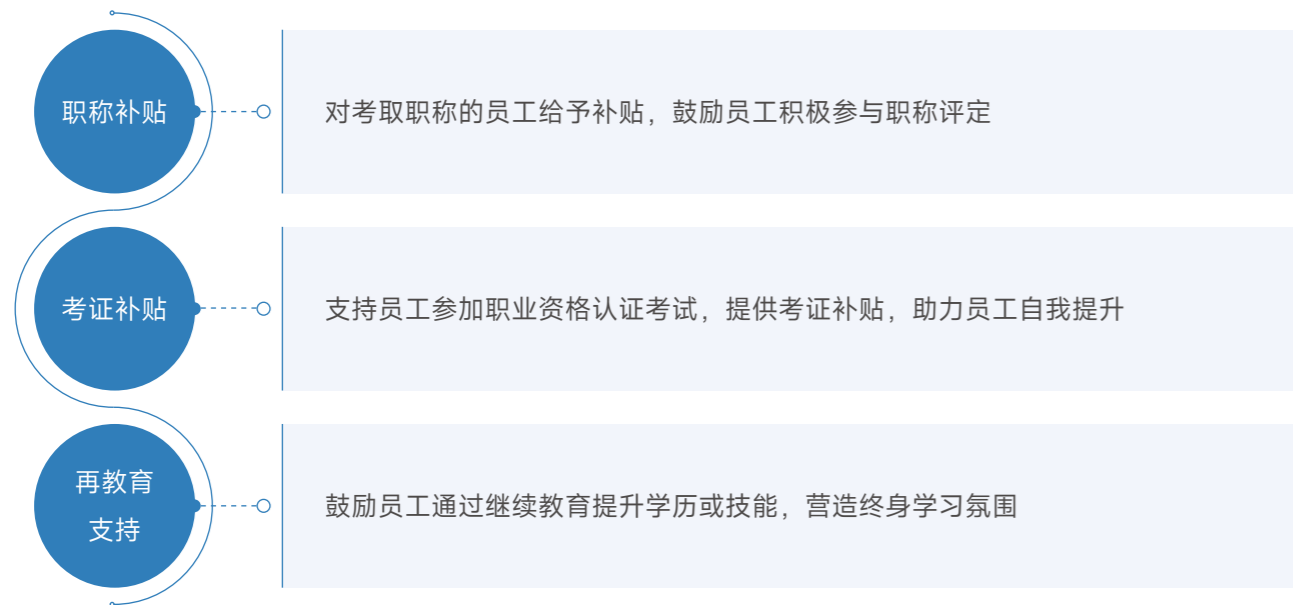 职称补贴
对考取职称的员工给予补贴，鼓励员工积极参与职称评定
考证补贴
支持员工参加职业资格认证考试，提供考证补贴，助力员工自我提升
再教育
支持
鼓励员工通过继续教育提升学历或技能，营造终身学习氛围